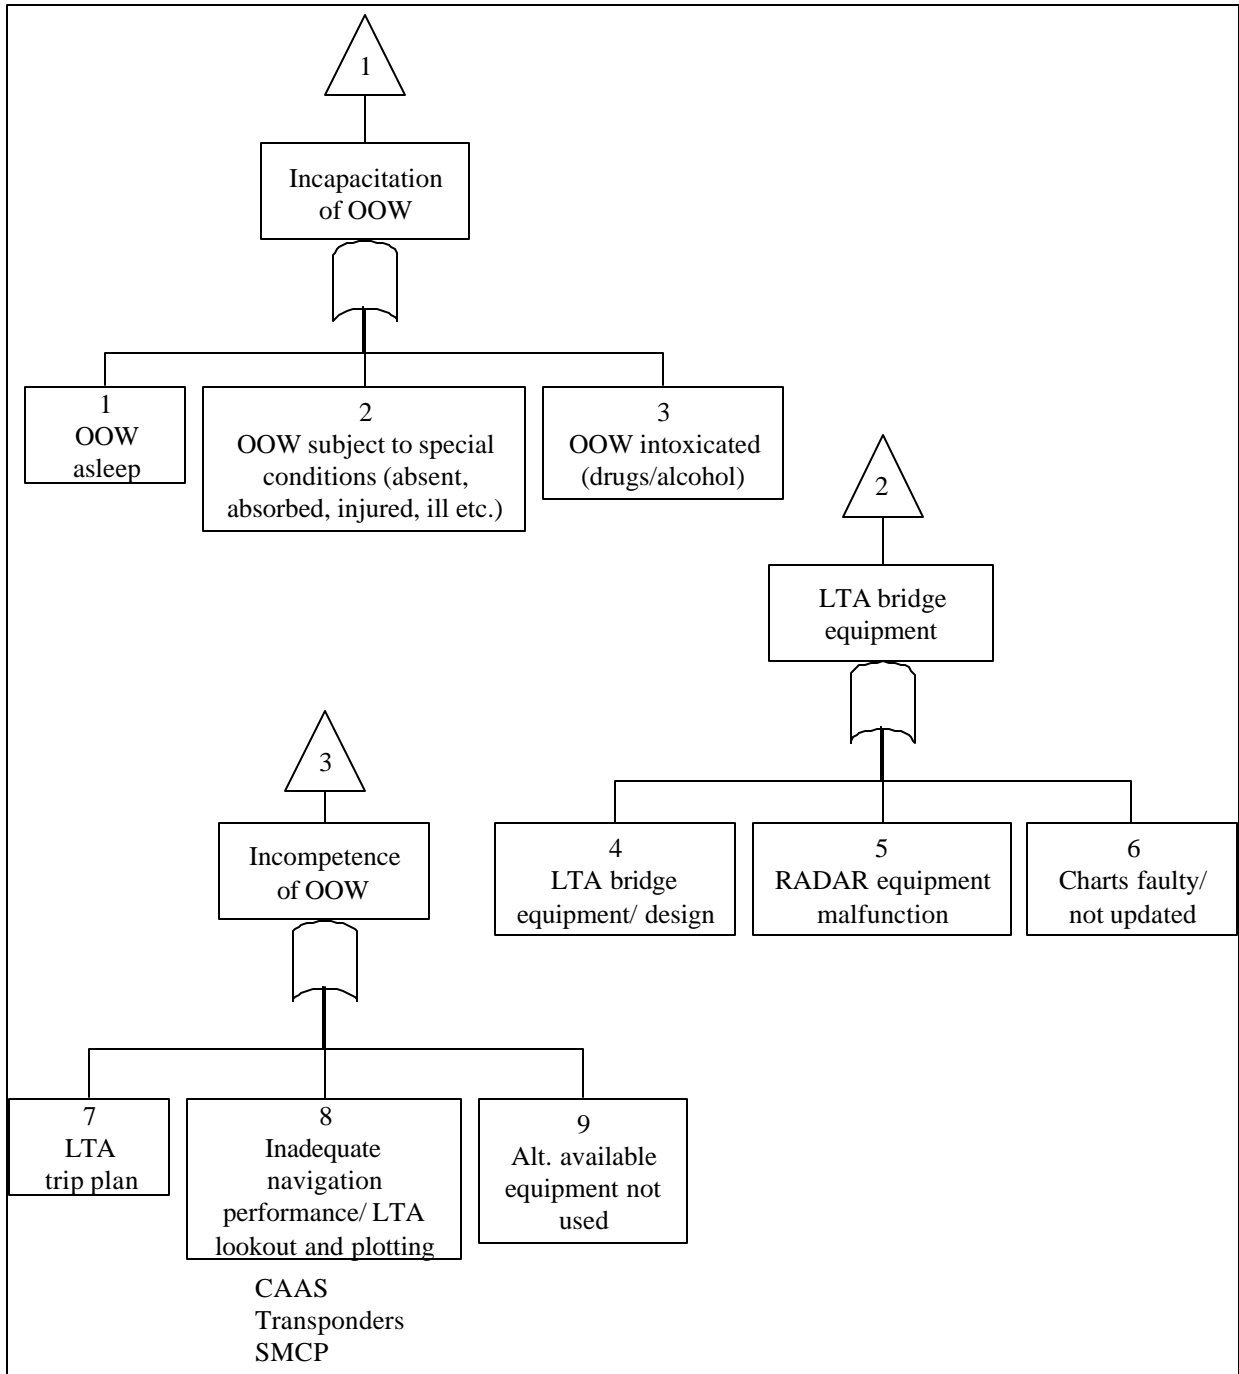 1
Incapacitation
of OOW
1
OOW
asleep
2
OOW subject to special
conditions (absent,
absorbed, injured, ill etc.)
3
OOW intoxicated
(drugs/alcohol)
2
LTA bridge
equipment
4
LTA bridge
equipment/ design
5
RADAR equipment
malfunction
6
Charts faulty/
not updated
3
Incompetence
of OOW
7
LTA
trip plan
8
Inadequate
navigation
performance/ LTA
lookout and plotting
9
Alt. available
equipment not
used
CAAS
Transponders
SMCP